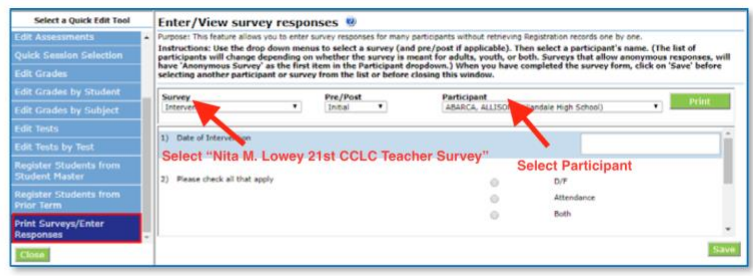 Select a Quick Edit Tool
Edit Assessments
Quick Session Selection
Edit Grades
Edit Grades by Student
Edit Grades by Subject
Edit Tests
Edit Tests by Test
Register Students from
Student Master
Register Students from
Prior Term
Print Surveys/Enter
Responses
Close
Enter/View survey responses
Purpose: This feature allows you to enter survey responses for many participants without retrieving Registration records one by one.
Instructions: Use the drop down menus to select a survey (and pre/post if applicable). Then select a participant's name. (The list of
participants will change depending on whether the survey is meant for adults, youth, or both. Surveys that allow anonymous responses, will
have 'Anonymous Survey' as the first item in the Participant dropdown.) When you have completed the survey form, click on 'Save' before
selecting another participant or survey from the list or before closing this window.
Survey Pre/Post Participant
Initial ABARCA, High School) Print
1) Date of
Select "Nita M. Lowey 21st CCLC Teacher Survey"
Select Participant
2) Please check all that apply D/F
Attendance
Both
Save